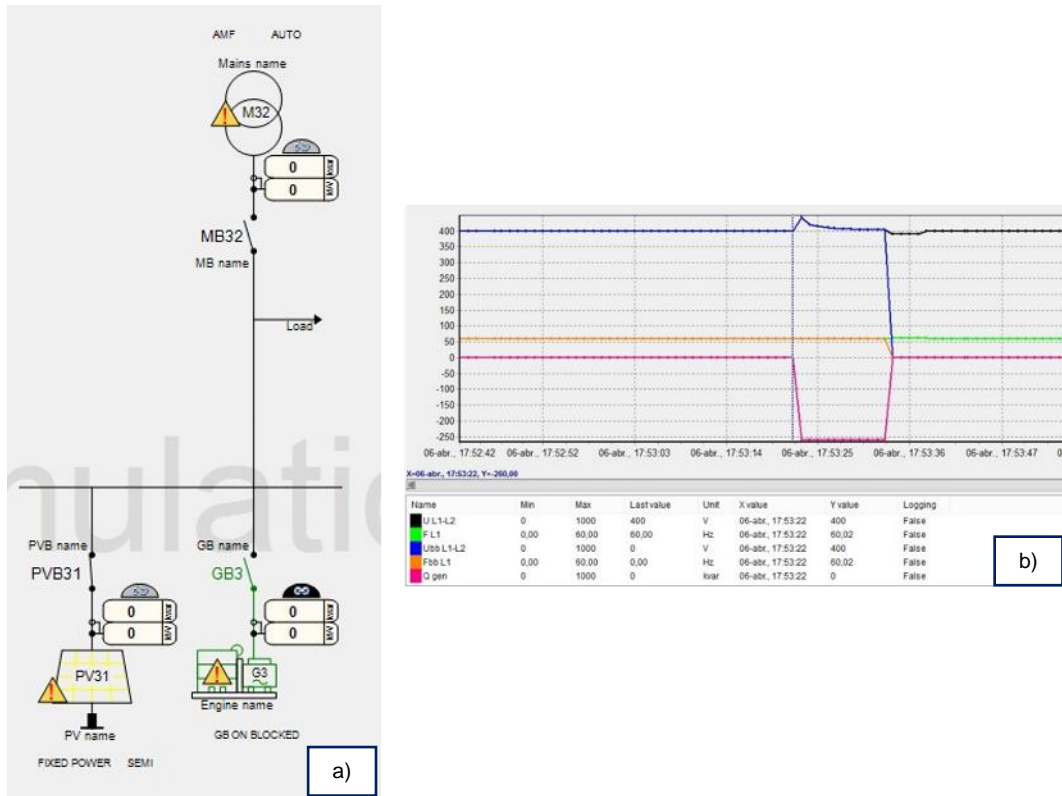 AMF AUTO
Mains name
M32
0 kvar
0 kW
MB32
MB name
Load
mulatic
PVB name
GB name
PVB31
GB3
0 kvar
0 kW
0 kvar
0 kW
PV31
G3
Engine name
PV name
GB ON BLOCKED
FIXED POWER SEMI
a)
400
350
300
250
200
150
100
50
0
-50
-100
-150
-200
-250
06-abr., 17:52:42 06-abr., 17:52:52 06-abr., 17:53:03 06-abr., 17:53:14 06-abr., 17:53:25 06-abr., 17:53:36 06-abr., 17:53:47 0
X=06-abr., 17:53:22, Y=-260,00
Name Min Max Last value Unit X value Y value Logging
U L1-L2 0 1000 400 V 06-abr., 17:53:22 400 False
F L1 0,00 60,00 60,00 Hz 06-abr., 17:53:22 60,02 False
Ubb L1-L2 0 1000 0 V 06-abr., 17:53:22 400 False
Fbb L1 0,00 60,00 0,00 Hz 06-abr., 17:53:22 60,02 False
Q gen 0 1000 0 kvar 06-abr., 17:53:22 0 False
b)